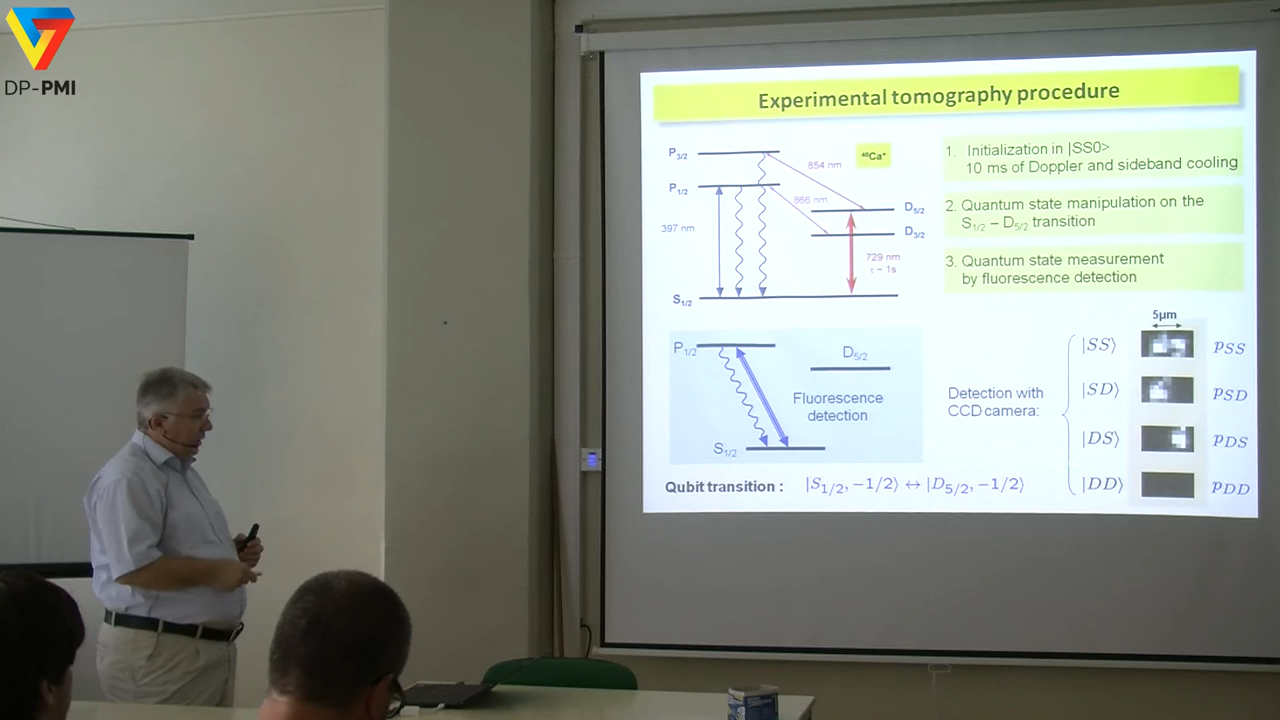 DP-PMI
Experimental tomography procedure
P3/2
854 nm
⁴⁰Ca⁺
P1/2
866 nm
D5/2
397 nm
D3/2
729 nm
τ ~ 1s
S1/2
1. Initialization in |SS0>
10 ms of Doppler and sideband cooling
2. Quantum state manipulation on the
S1/2 – D5/2 transition
3. Quantum state measurement
by fluorescence detection
P1/2
D5/2
Fluorescence
detection
S1/2
Detection with
CCD camera:
5µm
|SS⟩ pSS
|SD⟩ pSD
|DS⟩ pDS
|DD⟩ pDD
Qubit transition : |S1/2, −1/2⟩ ↔ |D5/2, −1/2⟩